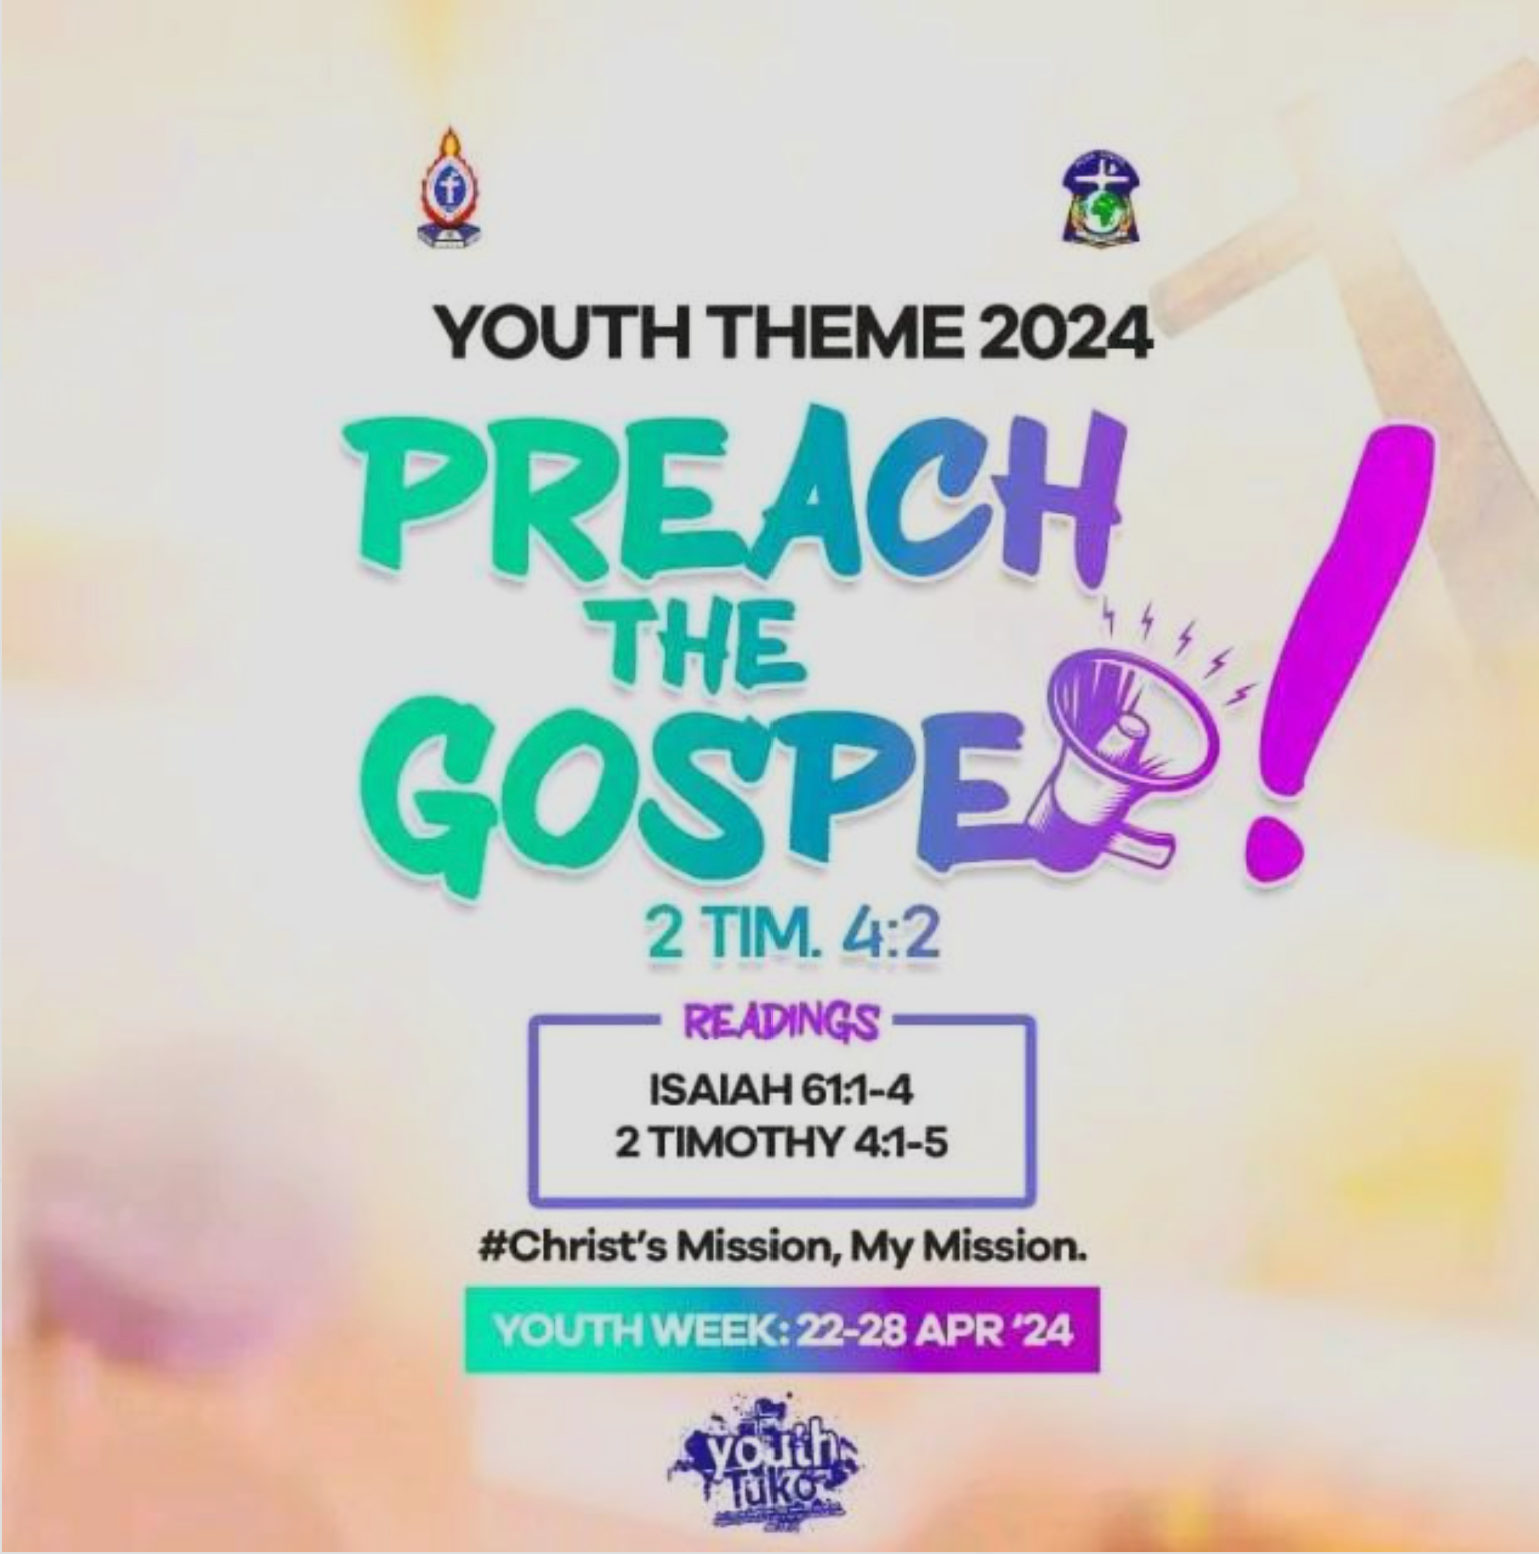 YOUTH THEME 2024
PREACH
THE
GOSPEL!
2 TIM. 4:2
READINGS
ISAIAH 61:1-4
2 TIMOTHY 4:1-5
#Christ's Mission, My Mission.
YOUTH WEEK: 22-28 APR '24
youth
Tuko